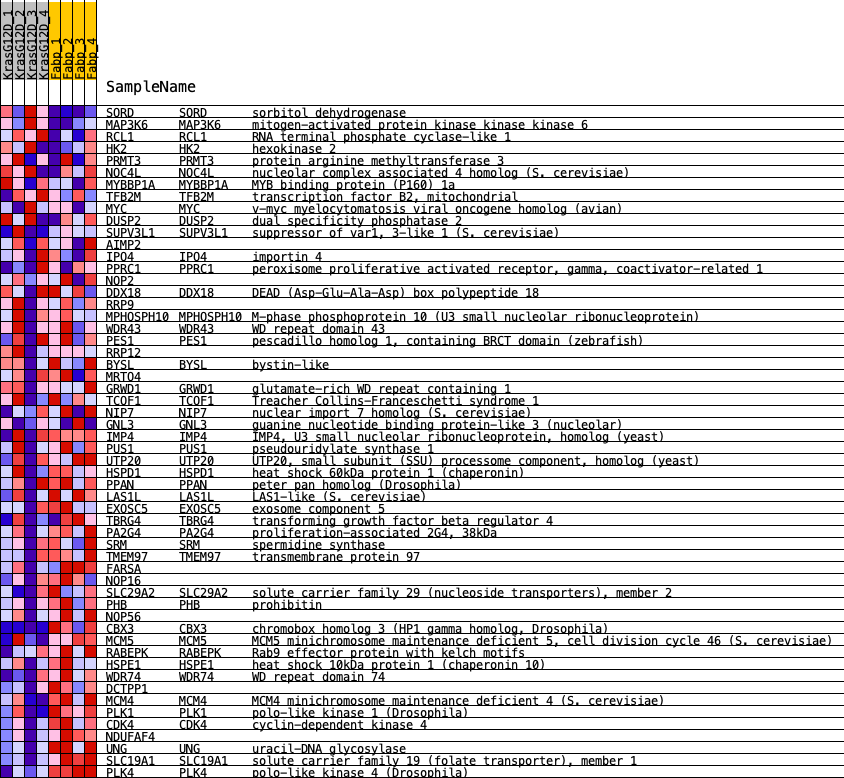 KrasG12D_1
KrasG12D_2
KrasG12D_3
KrasG12D_4
Fabp_1
Fabp_2
Fabp_3
Fabp_4
SampleName
SORD SORD sorbitol dehydrogenase
MAP3K6 MAP3K6 mitogen-activated protein kinase kinase kinase 6
RCL1 RCL1 RNA terminal phosphate cyclase-like 1
HK2 HK2 hexokinase 2
PRMT3 PRMT3 protein arginine methyltransferase 3
NOC4L NOC4L nucleolar complex associated 4 homolog (S. cerevisiae)
MYBBP1A MYBBP1A MYB binding protein (P160) 1a
TFB2M TFB2M transcription factor B2, mitochondrial
MYC MYC v-myc myelocytomatosis viral oncogene homolog (avian)
DUSP2 DUSP2 dual specificity phosphatase 2
SUPV3L1 SUPV3L1 suppressor of var1, 3-like 1 (S. cerevisiae)
AIMP2
IPO4 IPO4 importin 4
PPRC1 PPRC1 peroxisome proliferative activated receptor, gamma, coactivator-related 1
NOP2
DDX18 DDX18 DEAD (Asp-Glu-Ala-Asp) box polypeptide 18
RRP9
MPHOSPH10 MPHOSPH10 M-phase phosphoprotein 10 (U3 small nucleolar ribonucleoprotein)
WDR43 WDR43 WD repeat domain 43
PES1 PES1 pescadillo homolog 1, containing BRCT domain (zebrafish)
RRP12
BYSL BYSL bystin-like
MRTO4
GRWD1 GRWD1 glutamate-rich WD repeat containing 1
TCOF1 TCOF1 Treacher Collins-Franceschetti syndrome 1
NIP7 NIP7 nuclear import 7 homolog (S. cerevisiae)
GNL3 GNL3 guanine nucleotide binding protein-like 3 (nucleolar)
IMP4 IMP4 IMP4, U3 small nucleolar ribonucleoprotein, homolog (yeast)
PUS1 PUS1 pseudouridylate synthase 1
UTP20 UTP20 UTP20, small subunit (SSU) processome component, homolog (yeast)
HSPD1 HSPD1 heat shock 60kDa protein 1 (chaperonin)
PPAN PPAN peter pan homolog (Drosophila)
LAS1L LAS1L LAS1-like (S. cerevisiae)
EXOSC5 EXOSC5 exosome component 5
TBRG4 TBRG4 transforming growth factor beta regulator 4
PA2G4 PA2G4 proliferation-associated 2G4, 38kDa
SRM SRM spermidine synthase
TMEM97 TMEM97 transmembrane protein 97
FARSA
NOP16
SLC29A2 SLC29A2 solute carrier family 29 (nucleoside transporters), member 2
PHB PHB prohibitin
NOP56
CBX3 CBX3 chromobox homolog 3 (HP1 gamma homolog, Drosophila)
MCM5 MCM5 MCM5 minichromosome maintenance deficient 5, cell division cycle 46 (S. cerevisiae)
RABEPK RABEPK Rab9 effector protein with kelch motifs
HSPE1 HSPE1 heat shock 10kDa protein 1 (chaperonin 10)
WDR74 WDR74 WD repeat domain 74
DCTPP1
MCM4 MCM4 MCM4 minichromosome maintenance deficient 4 (S. cerevisiae)
PLK1 PLK1 polo-like kinase 1 (Drosophila)
CDK4 CDK4 cyclin-dependent kinase 4
NDUFAF4
UNG UNG uracil-DNA glycosylase
SLC19A1 SLC19A1 solute carrier family 19 (folate transporter), member 1
PLK4 PLK4 polo-like kinase 4 (Drosophila)